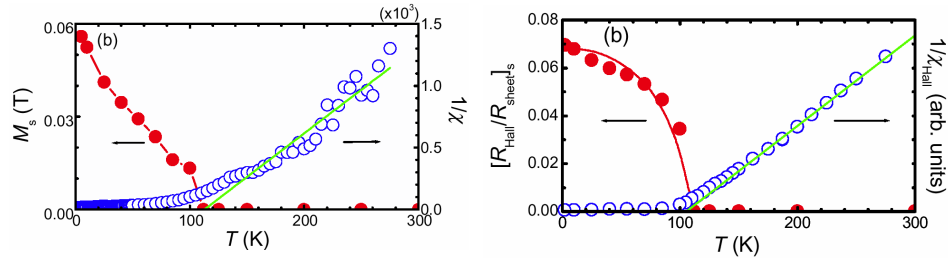 (x10³)
0.06
0.03
0.00
(b)
1.5
1.0
0.5
0.0
M_s (T)
1/χ
0
100
200
300
T (K)
0.08
0.06
0.04
0.02
0.00
(b)
[R_Hall/R_sheet]_s
1/χ_Hall (arb. units)
0
100
200
300
T (K)